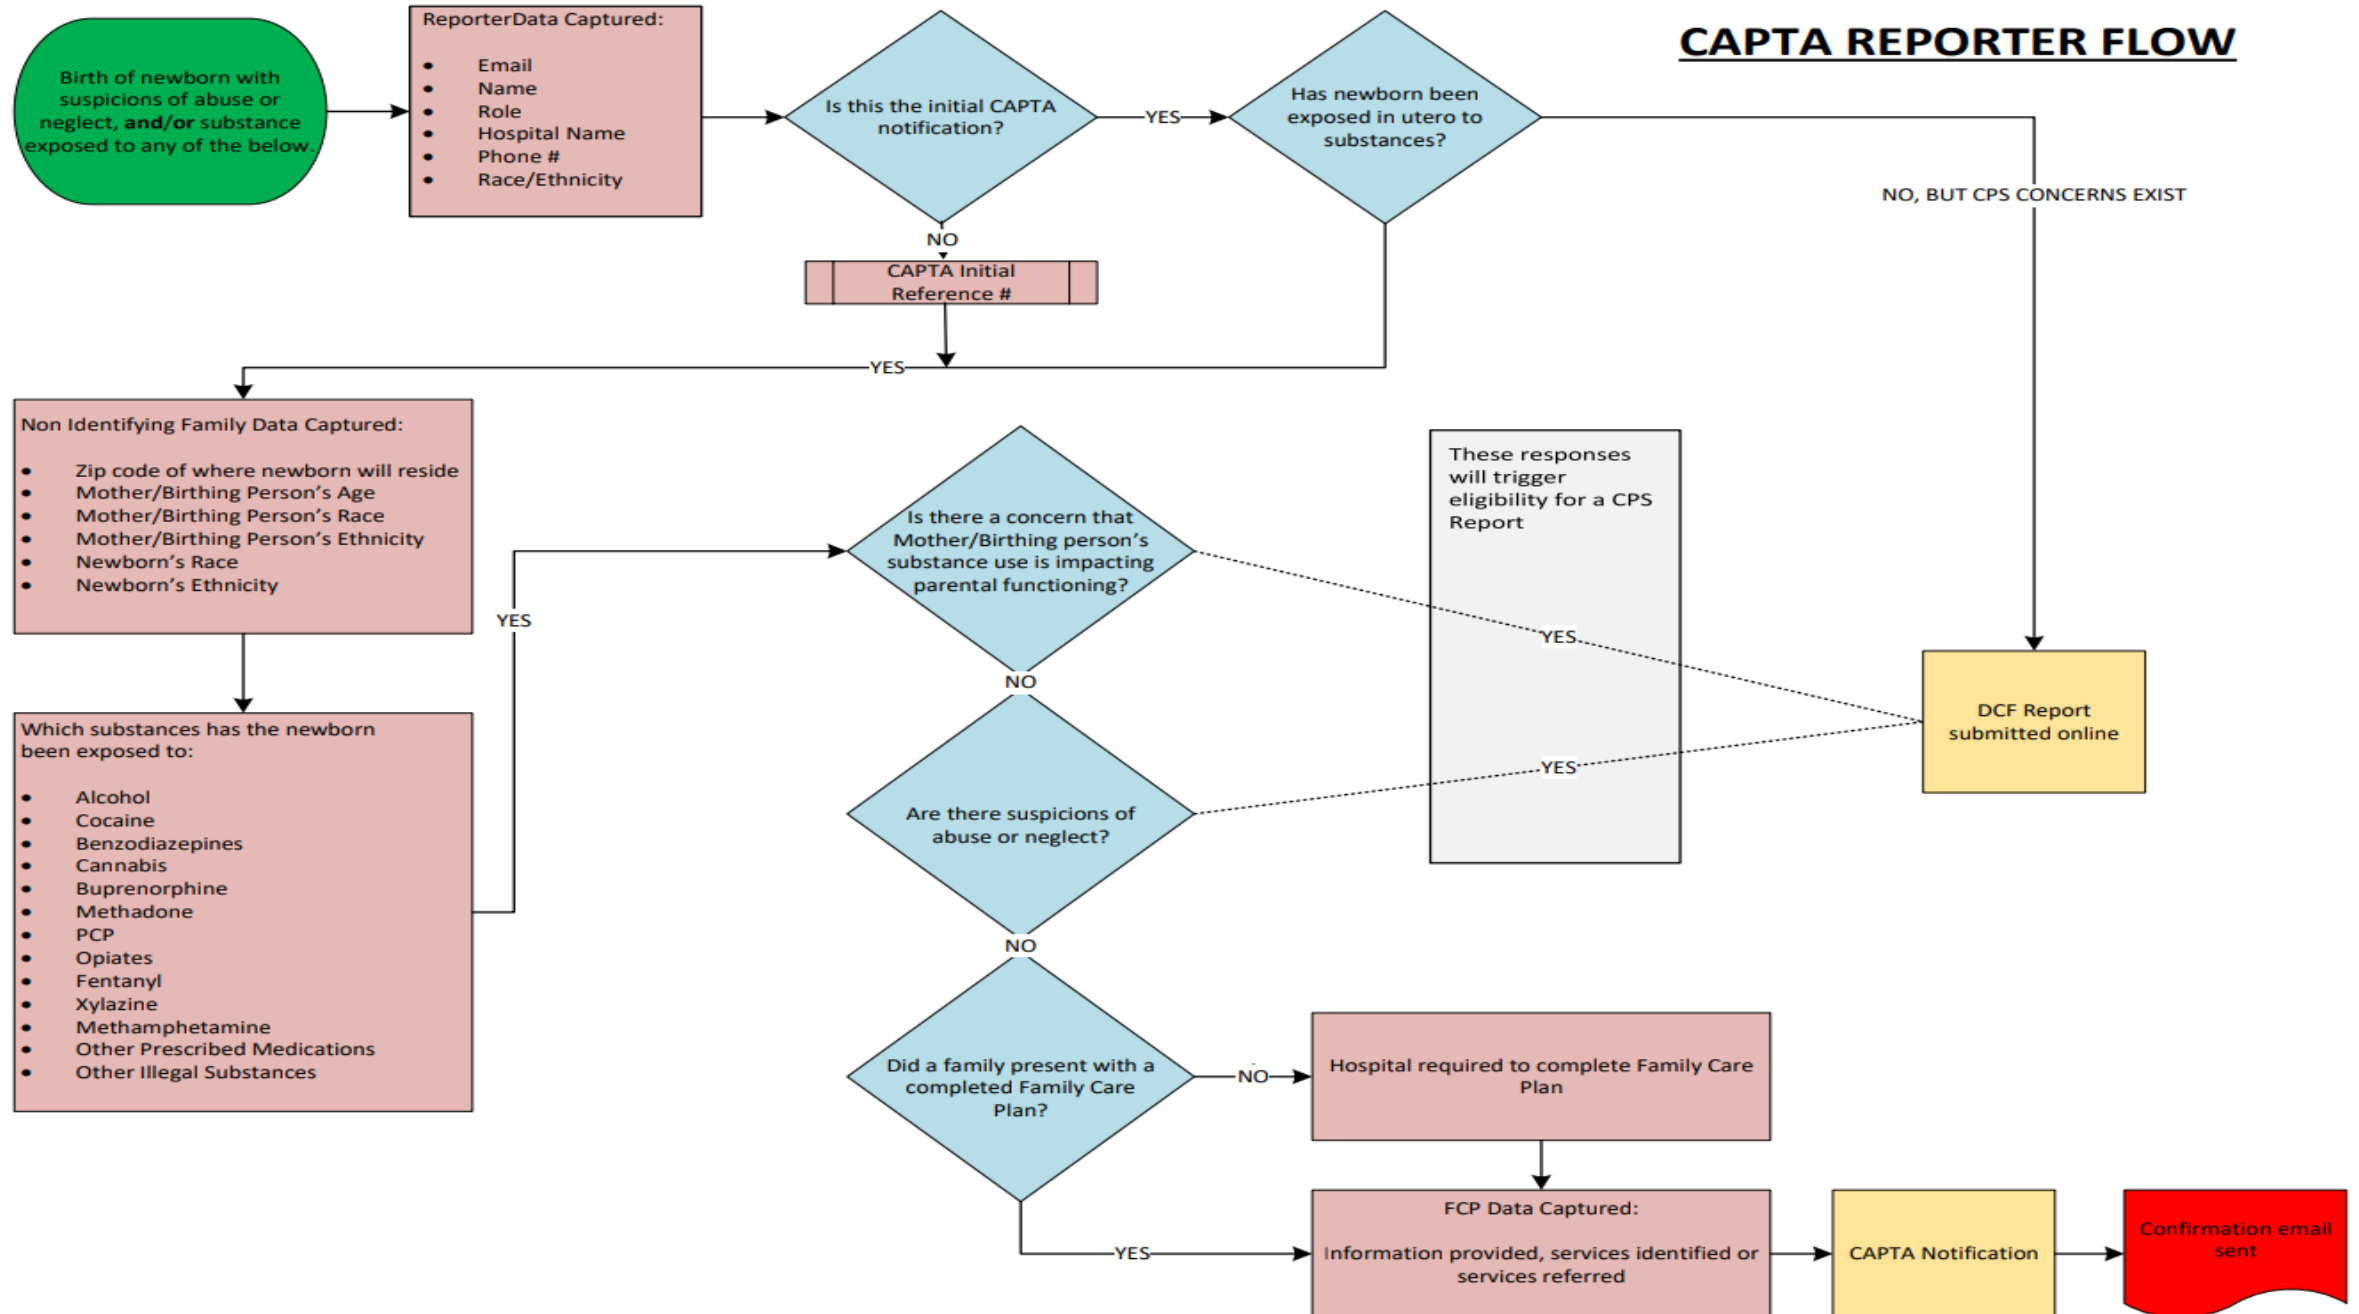 CAPTA REPORTER FLOW
Birth of newborn with
suspicions of abuse or
neglect, and/or substance
exposed to any of the below.
ReporterData Captured:
• Email
• Name
• Role
• Hospital Name
• Phone #
• Race/Ethnicity
Is this the initial CAPTA
notification?
YES
Has newborn been
exposed in utero to
substances?
NO, BUT CPS CONCERNS EXIST
NO
CAPTA Initial
Reference #
YES
Non Identifying Family Data Captured:
• Zip code of where newborn will reside
• Mother/Birthing Person's Age
• Mother/Birthing Person's Race
• Mother/Birthing Person's Ethnicity
• Newborn's Race
• Newborn's Ethnicity
Which substances has the newborn
been exposed to:
• Alcohol
• Cocaine
• Benzodiazepines
• Cannabis
• Buprenorphine
• Methadone
• PCP
• Opiates
• Fentanyl
• Xylazine
• Methamphetamine
• Other Prescribed Medications
• Other Illegal Substances
YES
Is there a concern that
Mother/Birthing person's
substance use is impacting
parental functioning?
These responses
will trigger
eligibility for a CPS
Report
YES
NO
Are there suspicions of
abuse or neglect?
YES
DCF Report
submitted online
NO
Did a family present with a
completed Family Care
Plan?
NO
Hospital required to complete Family Care
Plan
YES
FCP Data Captured:
Information provided, services identified or
services referred
CAPTA Notification
Confirmation email
sent